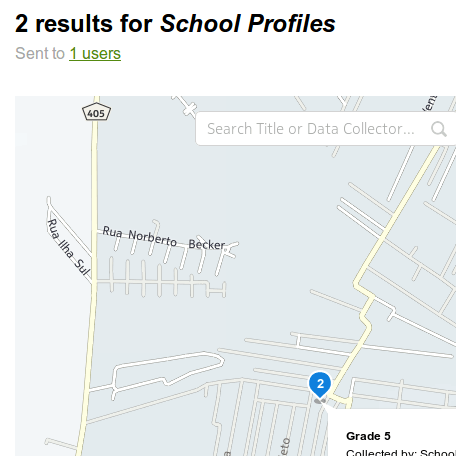 2 results for School Profiles
Sent to 1 users
405
Search Title or Data Collector...
Rua Norberto Becker
Rua Ilha Sul
2
Grade 5
Collected by: School